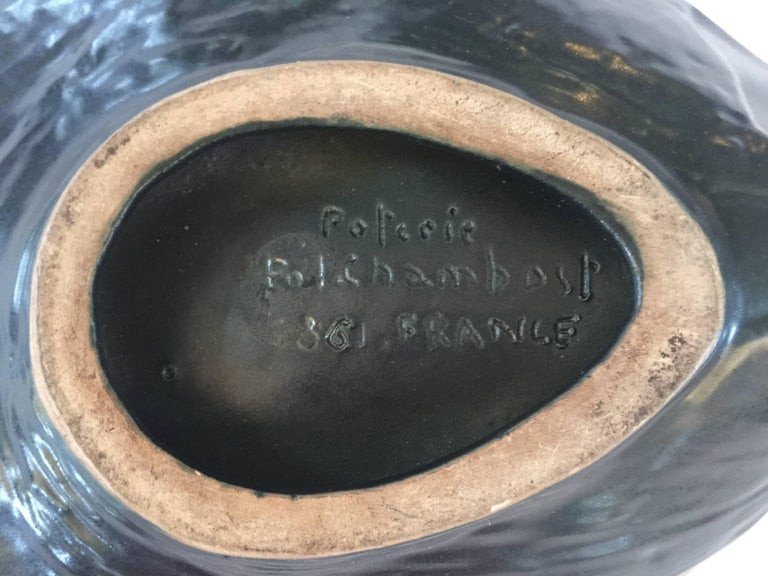 Poterie
Pol Chambost
861. FRANCE